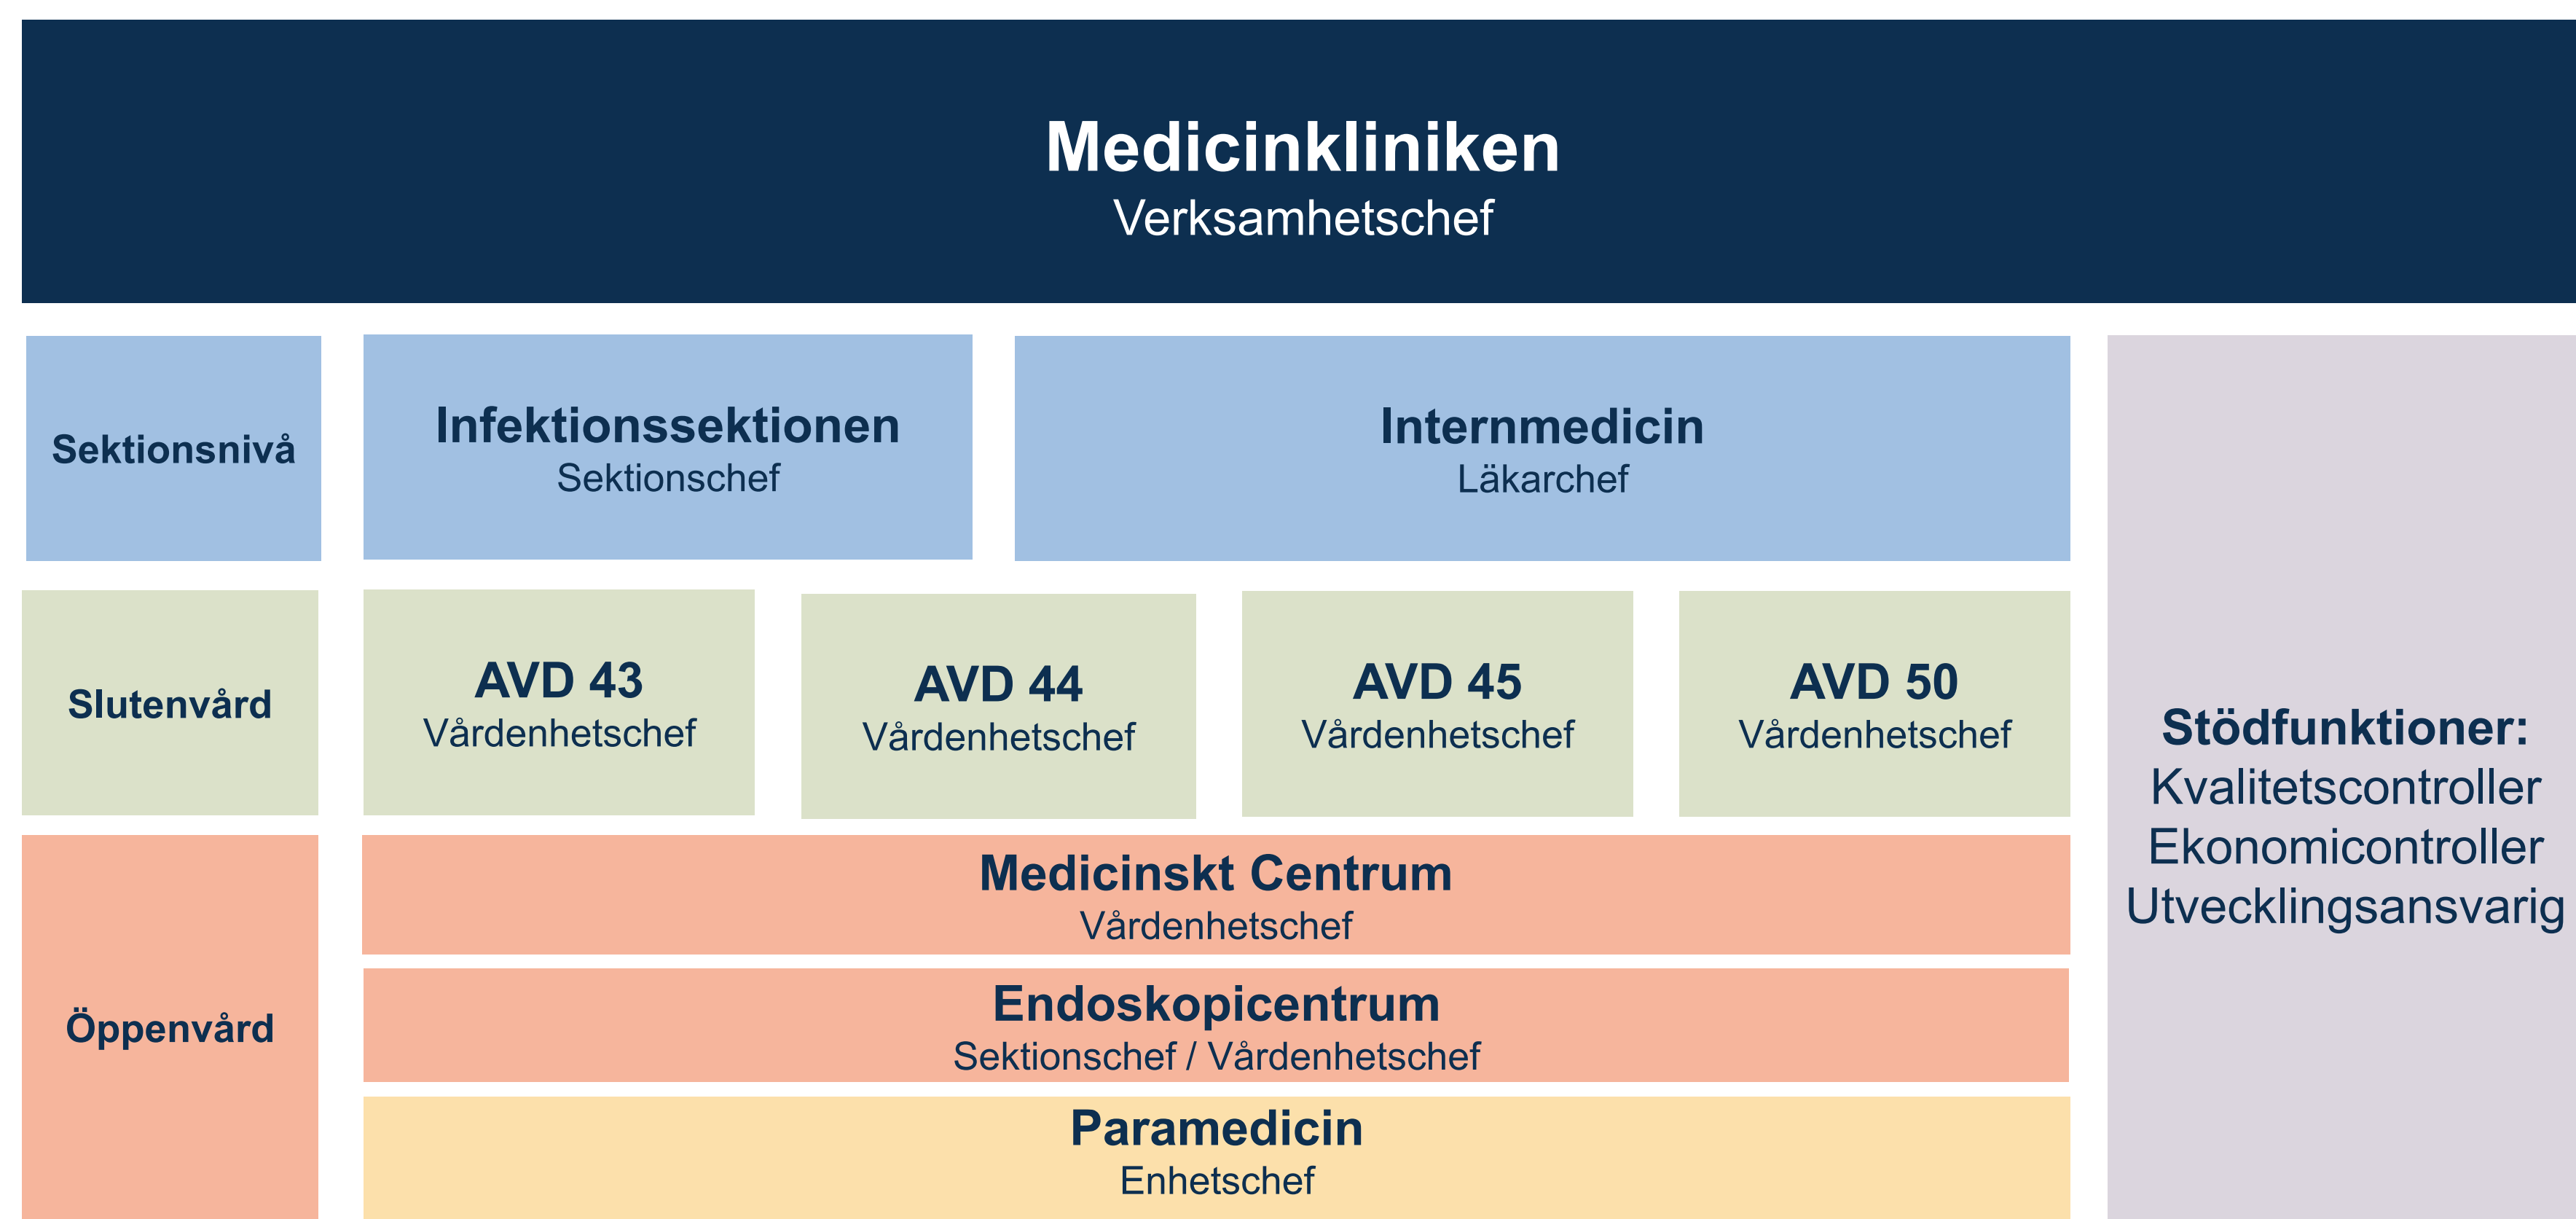 Medicinkliniken
Verksamhetschef
Sektionsnivå
Infektionssektionen
Sektionschef
Internmedicin
Läkarchef
Slutenvård
AVD 43
Vårdenhetschef
AVD 44
Vårdenhetschef
AVD 45
Vårdenhetschef
AVD 50
Vårdenhetschef
Öppenvård
Medicinskt Centrum
Vårdenhetschef
Endoskopicentrum
Sektionschef / Vårdenhetschef
Paramedicin
Enhetschef
Stödfunktioner:
Kvalitetscontroller
Ekonomicontroller
Utvecklingsansvarig